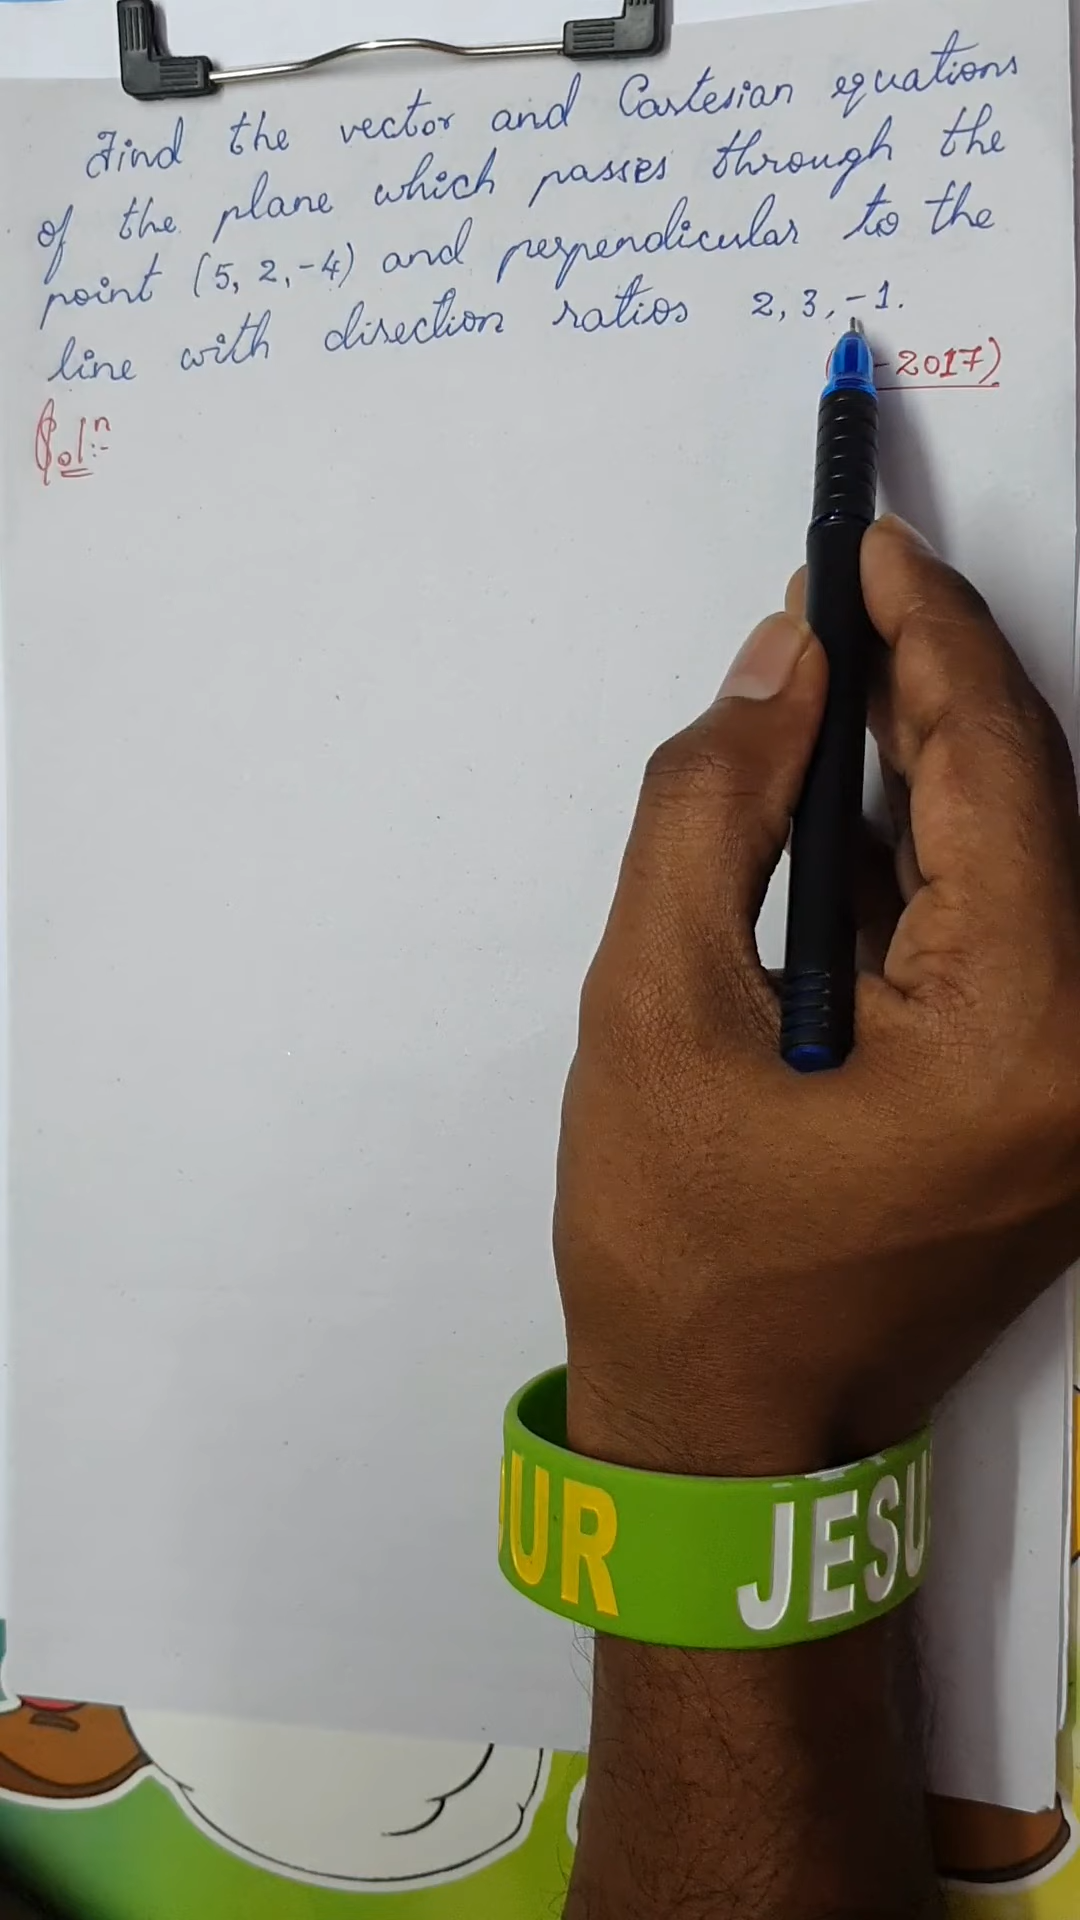 Find the vector and Cartesian equations
of the plane which passes through the
point (5, 2, -4) and perpendicular to the
line with direction ratios 2, 3, -1.
-2017)
Soln:-
UR JESU